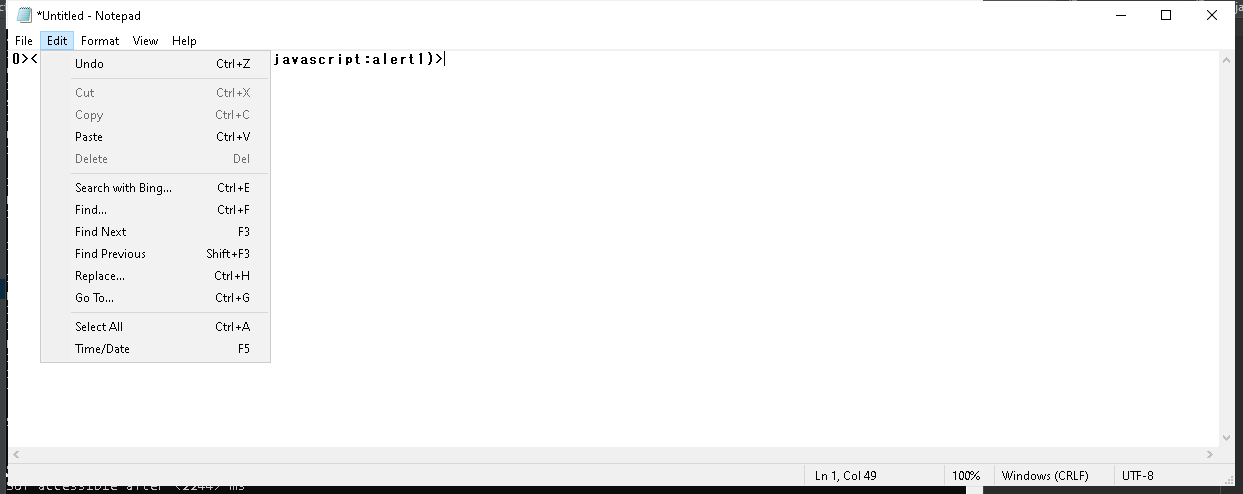 *Untitled - Notepad
File Edit Format View Help
0>< javascript:alert1)>
Undo Ctrl+Z
Cut Ctrl+X
Copy Ctrl+C
Paste Ctrl+V
Delete Del
Search with Bing... Ctrl+E
Find... Ctrl+F
Find Next F3
Find Previous Shift+F3
Replace... Ctrl+H
Go To... Ctrl+G
Select All Ctrl+A
Time/Date F5
Ln 1, Col 49 100% Windows (CRLF) UTF-8
accessible after <2244> ms